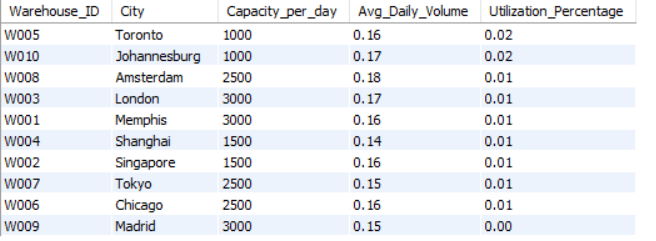 Warehouse_ID City Capacity_per_day Avg_Daily_Volume Utilization_Percentage
W005 Toronto 1000 0.16 0.02
W010 Johannesburg 1000 0.17 0.02
W008 Amsterdam 2500 0.18 0.01
W003 London 3000 0.17 0.01
W001 Memphis 3000 0.16 0.01
W004 Shanghai 1500 0.14 0.01
W002 Singapore 1500 0.16 0.01
W007 Tokyo 2500 0.15 0.01
W006 Chicago 2500 0.16 0.01
W009 Madrid 3000 0.15 0.00